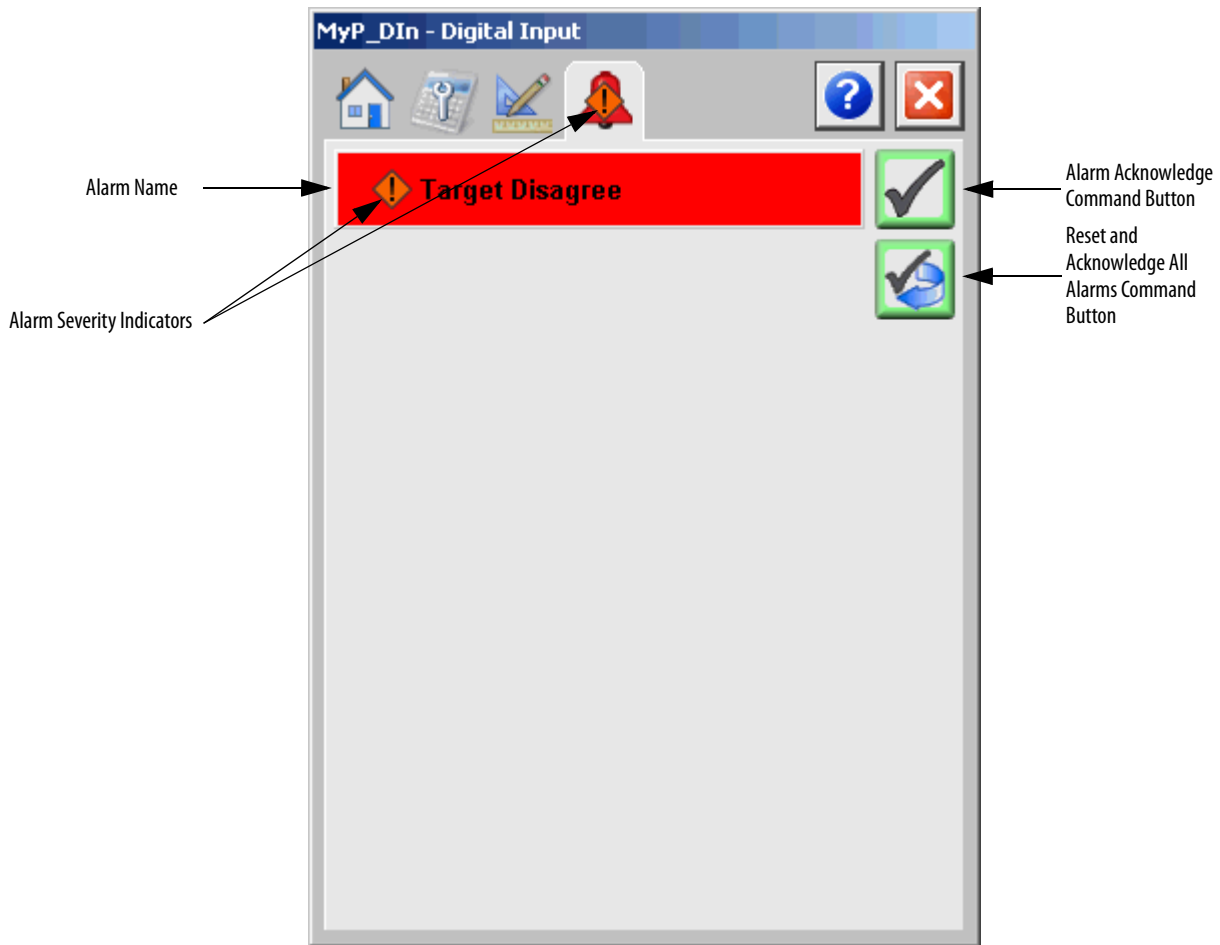 MyP_DIn - Digital Input
Alarm Name
Target Disagree
Alarm Acknowledge
Command Button
Reset and
Acknowledge All
Alarms Command
Button
Alarm Severity Indicators